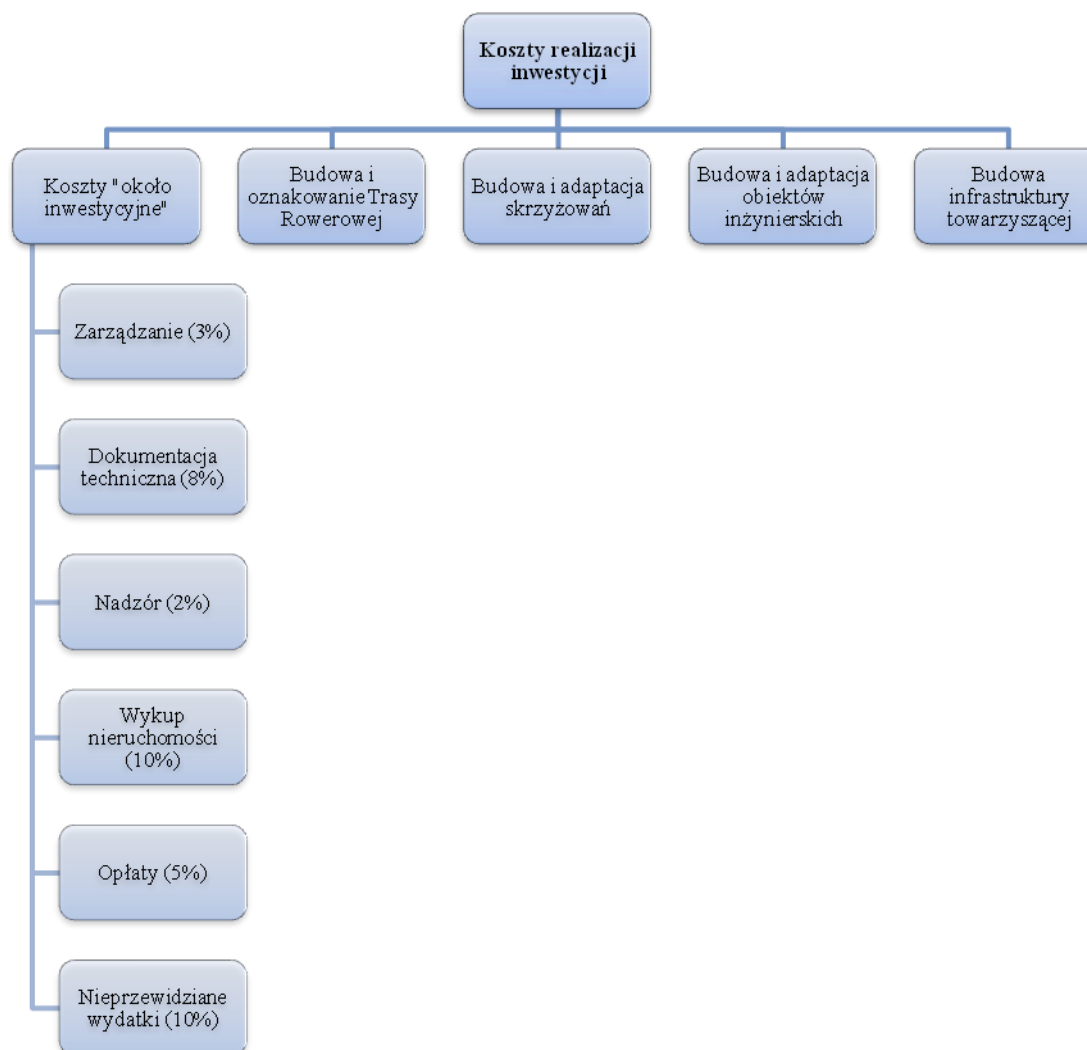 Koszty realizacji
inwestycji
Koszty "około
inwestycyjne"
Budowa i
oznakowanie Trasy
Rowerowej
Budowa i adaptacja
skrzyżowań
Budowa i adaptacja
obiektów
inżynierskich
Budowa
infrastruktury
towarzyszącej
Zarządzanie (3%)
Dokumentacja
techniczna (8%)
Nadzór (2%)
Wykup
nieruchomości
(10%)
Opłaty (5%)
Nieprzewidziane
wydatki (10%)